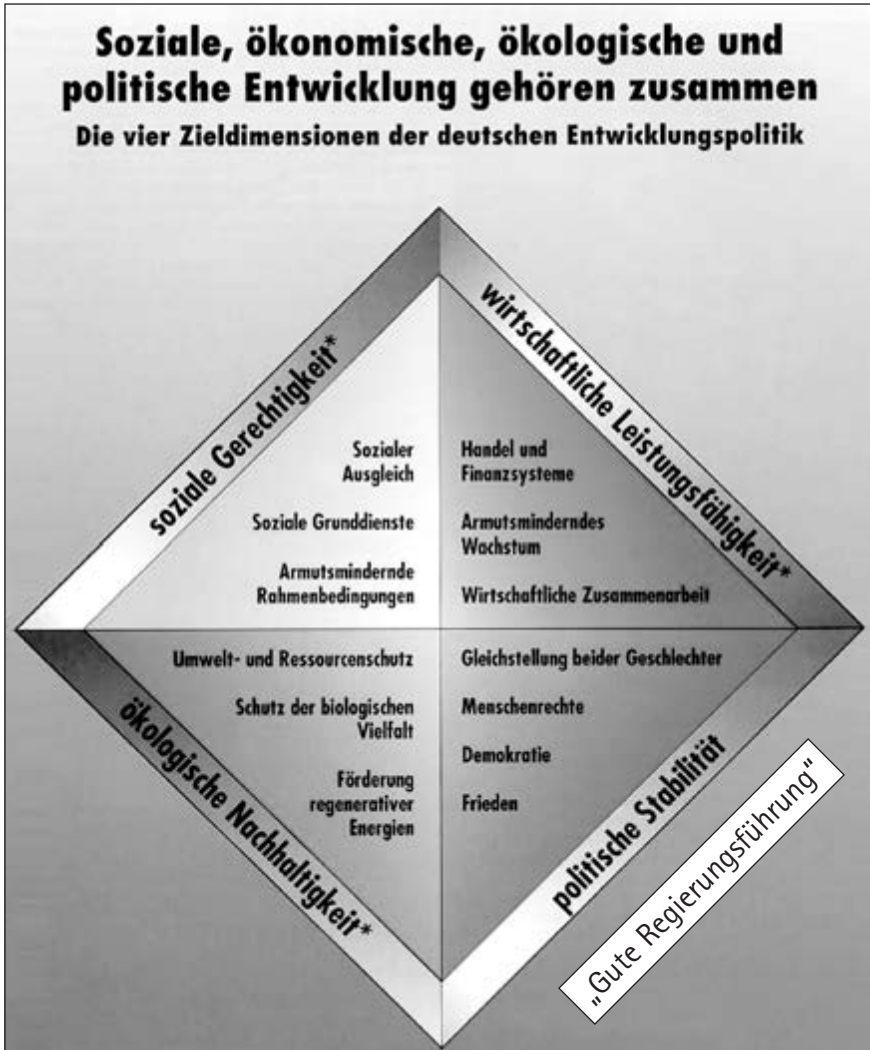 Soziale, ökonomische, ökologische und
politische Entwicklung gehören zusammen
Die vier Zieldimensionen der deutschen Entwicklungspolitik
soziale Gerechtigkeit*
Sozialer
Ausgleich
Soziale Grunddienste
Armutsmindernde
Rahmenbedingungen
wirtschaftliche Leistungsfähigkeit*
Handel und
Finanzsysteme
Armutsminderndes
Wachstum
Wirtschaftliche Zusammenarbeit
ökologische Nachhaltigkeit*
Umwelt- und Ressourcenschutz
Schutz der biologischen
Vielfalt
Förderung
regenerativer
Energien
politische Stabilität
Gleichstellung beider Geschlechter
Menschenrechte
Demokratie
Frieden
„Gute Regierungsführung“